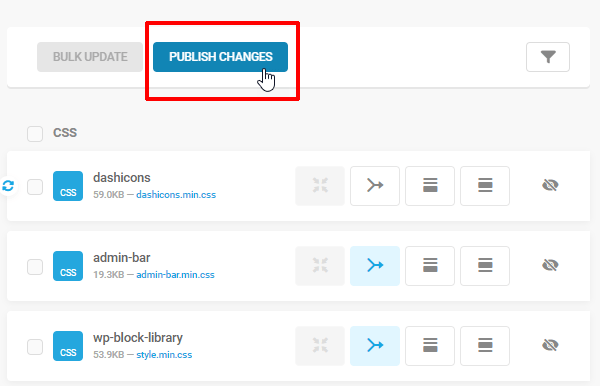 BULK UPDATE PUBLISH CHANGES
CSS
CSS
dashicons
59.0KB — dashicons.min.css
CSS
admin-bar
19.3KB — admin-bar.min.css
CSS
wp-block-library
53.9KB — style.min.css